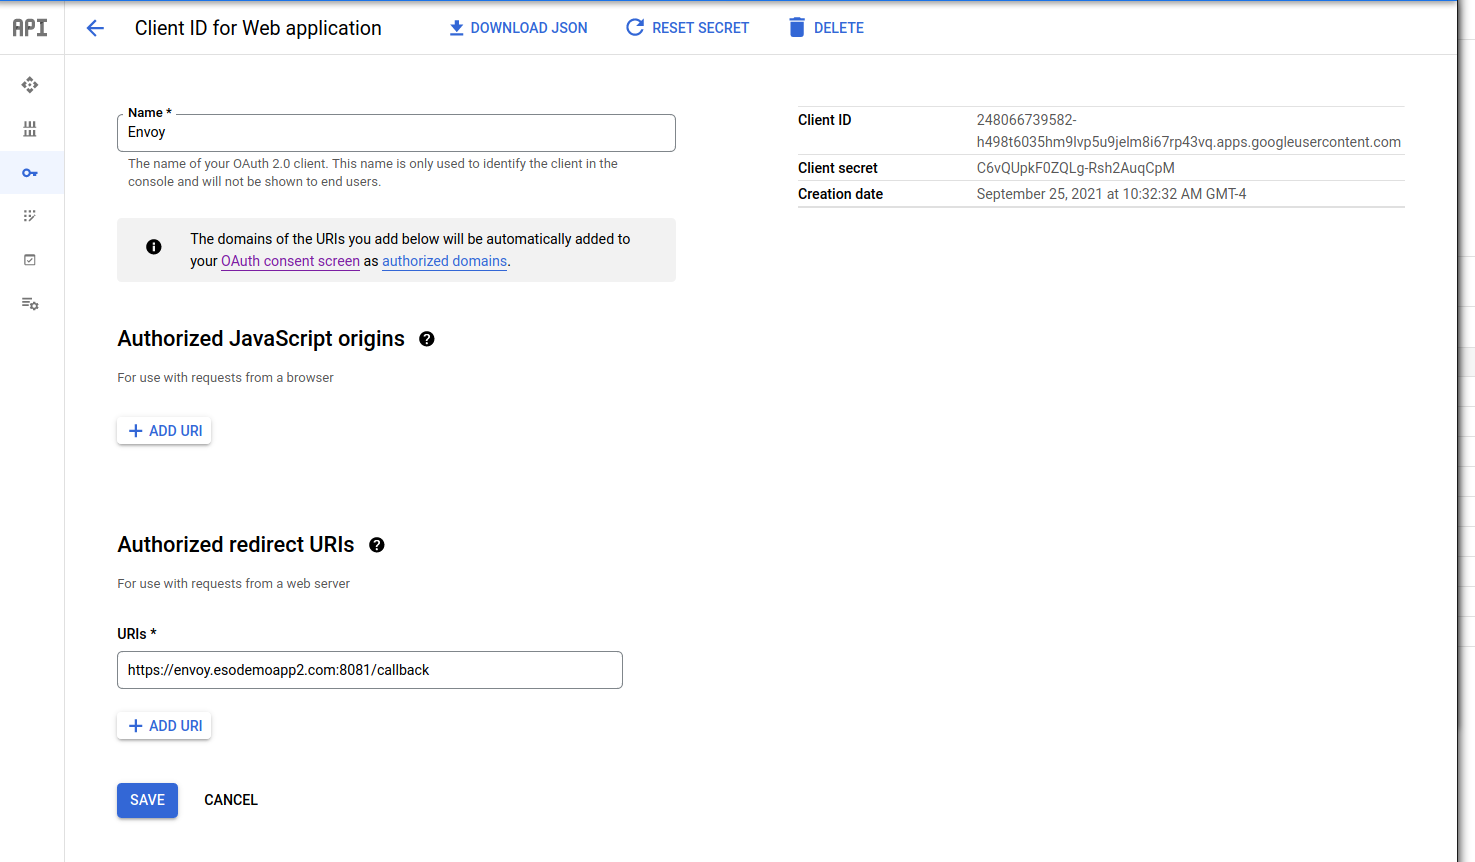 API
Client ID for Web application
DOWNLOAD JSON
RESET SECRET
DELETE
Name *
Envoy
The name of your OAuth 2.0 client. This name is only used to identify the client in the
console and will not be shown to end users.
The domains of the URIs you add below will be automatically added to
your OAuth consent screen as authorized domains.
Authorized JavaScript origins
For use with requests from a browser
ADD URI
Authorized redirect URIs
For use with requests from a web server
URIs *
https://envoy.esodemoapp2.com:8081/callback
ADD URI
SAVE
CANCEL
Client ID
248066739582-
h498t6035hm9lvp5u9jelm8i67rp43vq.apps.googleusercontent.com
Client secret
C6vQUpkF0ZQLg-Rsh2AuqCpM
Creation date
September 25, 2021 at 10:32:32 AM GMT-4